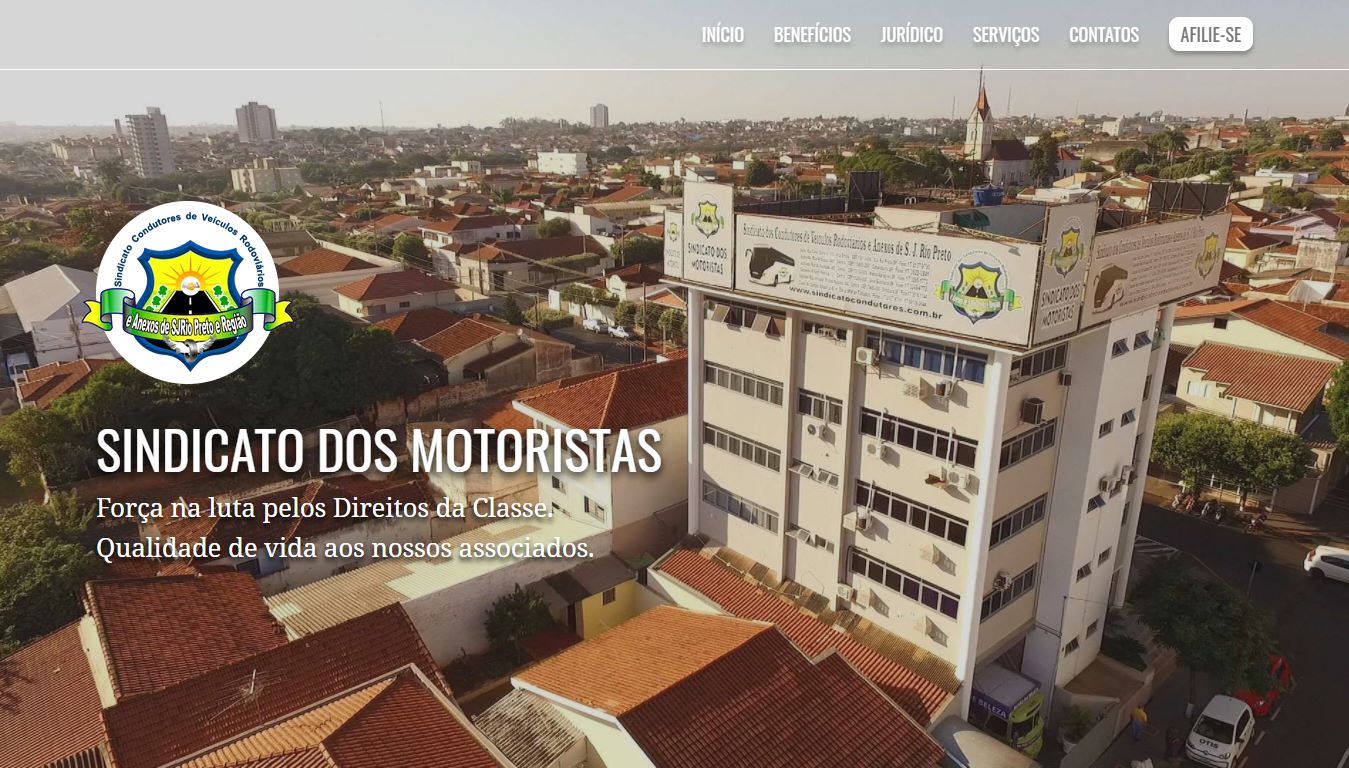 INÍCIO
BENEFÍCIOS
JURÍDICO
SERVIÇOS
CONTATOS
AFILIE-SE
Sindicato Condutores de Veículos Rodoviários
e Anexos de SJRio Preto e Região
SINDICATO DOS MOTORISTAS
Força na luta pelos Direitos da Classe.
Qualidade de vida aos nossos associados.
SINDICATO DOS
MOTORISTAS
Sindicato dos Condutores de Veículos Rodoviários e Anexos de S. J. Rio Preto
www.sindicatocondutores.com.br
SINDICATO DOS
MOTORISTAS
BELEZA
OTIS